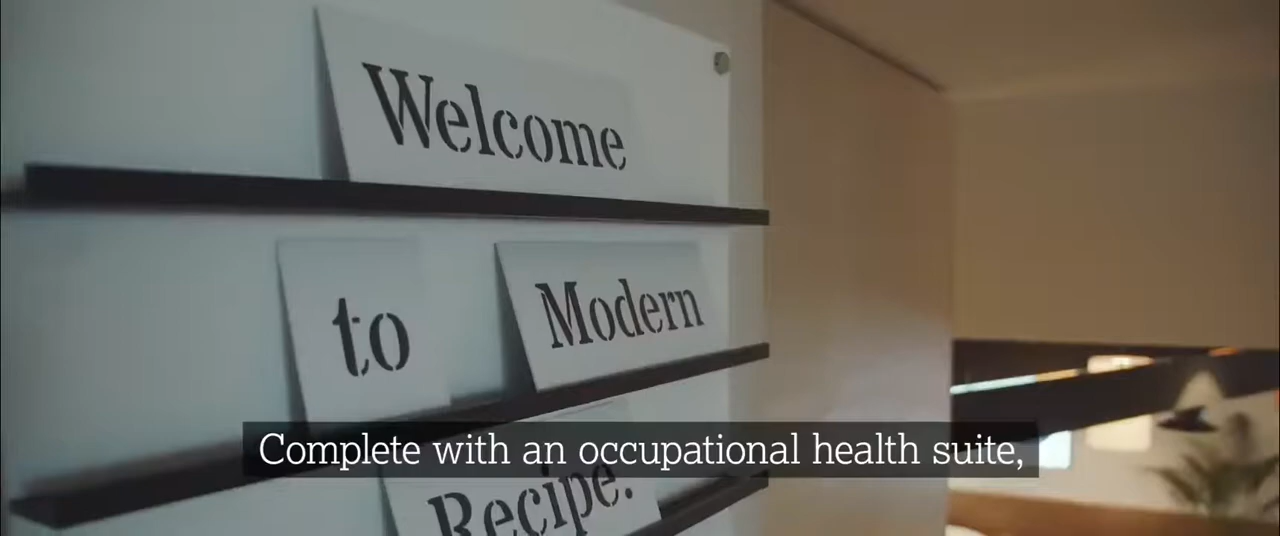 Welcome
to Modern
Recipe.
Complete with an occupational health suite,